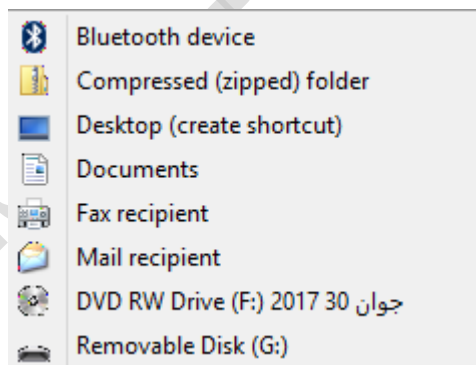 Bluetooth device
Compressed (zipped) folder
Desktop (create shortcut)
Documents
Fax recipient
Mail recipient
DVD RW Drive (F:) 2017 جوان 30
Removable Disk (G:)